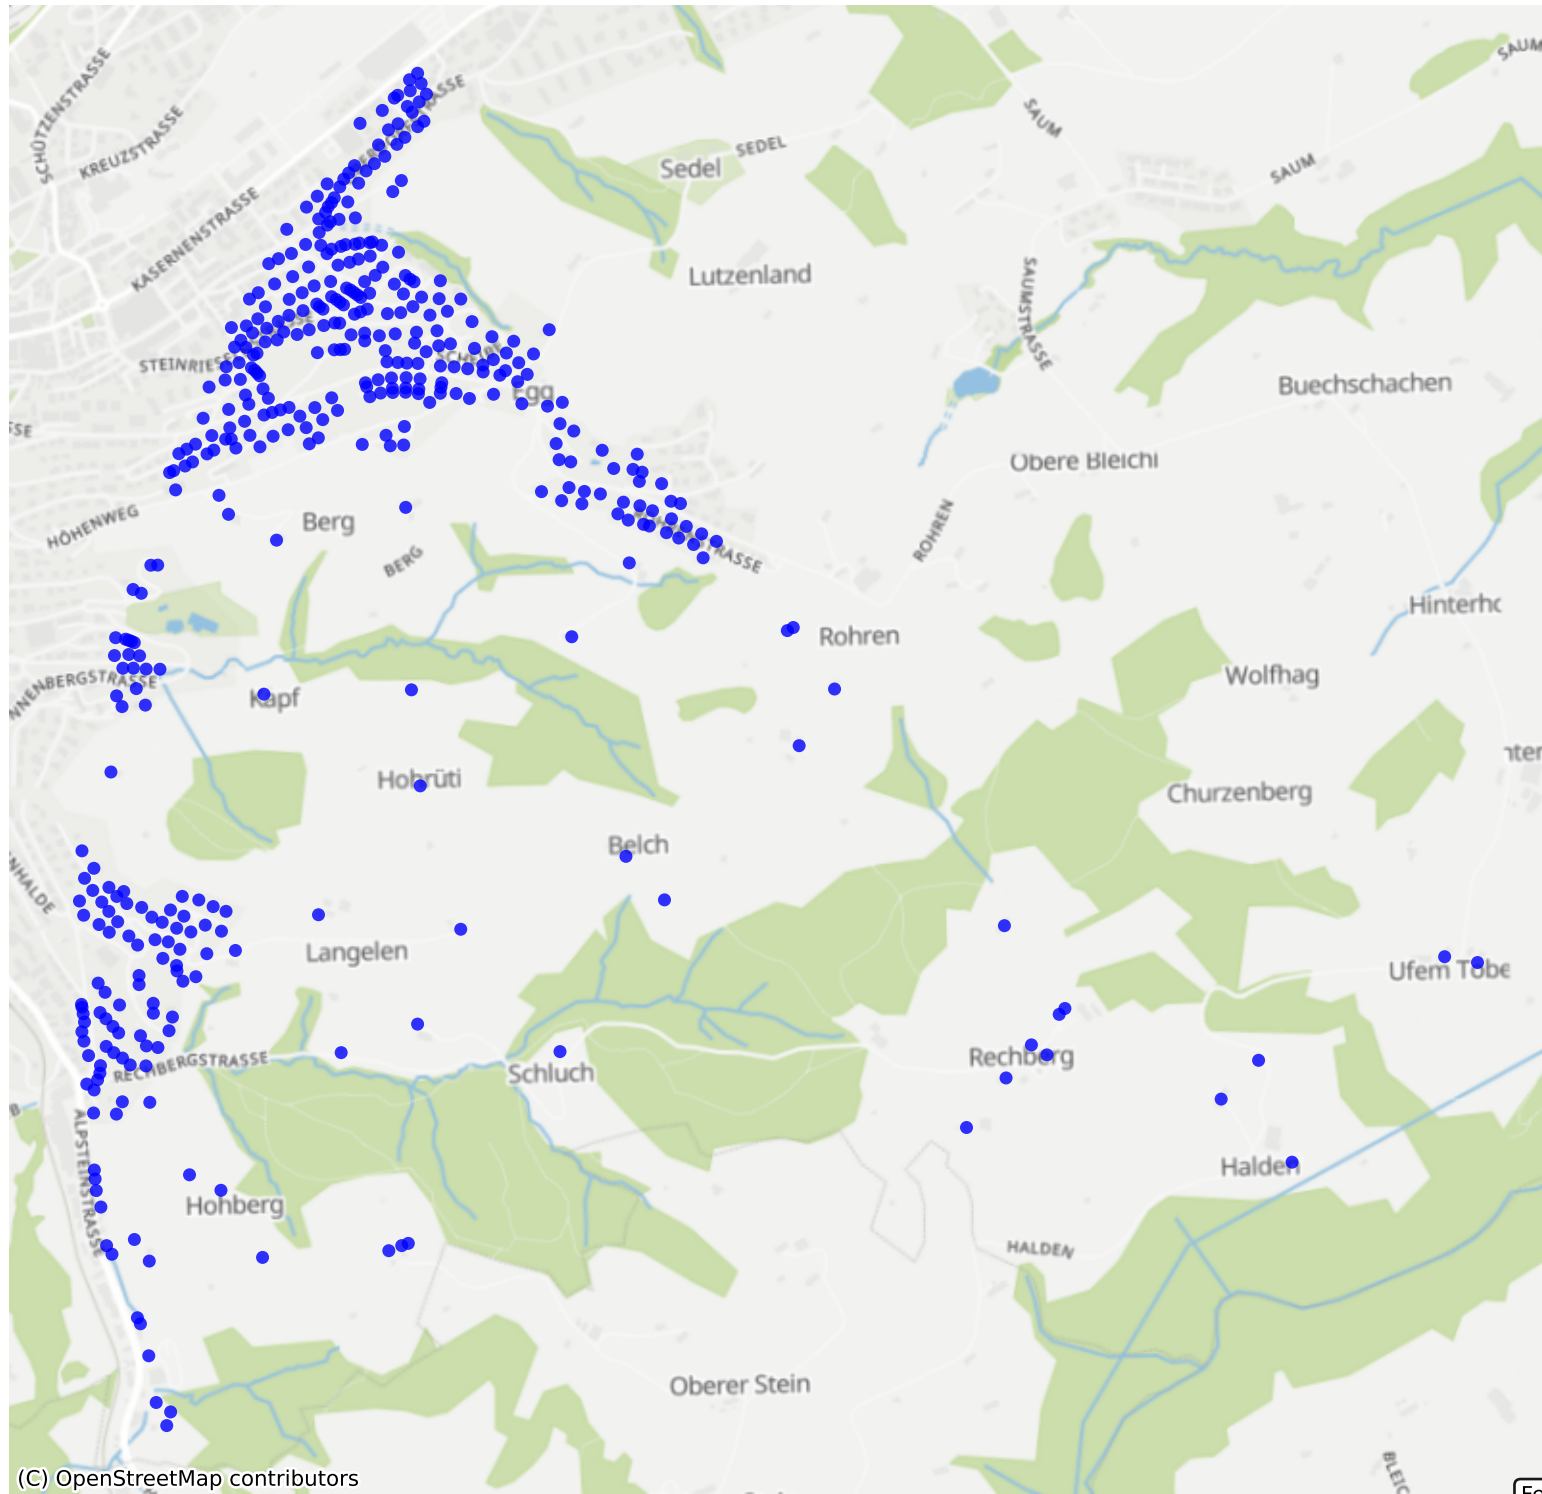 SCHÜTZENSTRASSE
KREUZSTRASSE
KASERNENSTRASSE
SAUM
SEDEL
Sedel
SAUM
SAUM
Lutzenland
SAUMSTRASSE
Buechschachen
Egg
Obere Bleichi
HÖHENWEG
Berg
BERG
ROHREN
Rohren
Wolfhag
Kapf
Hohrüti
Churzenberg
Belch
Langelen
RECHBERGSTRASSE
Schluch
Rechberg
Ufem Tobe
ALPSTEINSTRASSE
Hohberg
Halden
HALDEN
Oberer Stein
(C) OpenStreetMap contributors